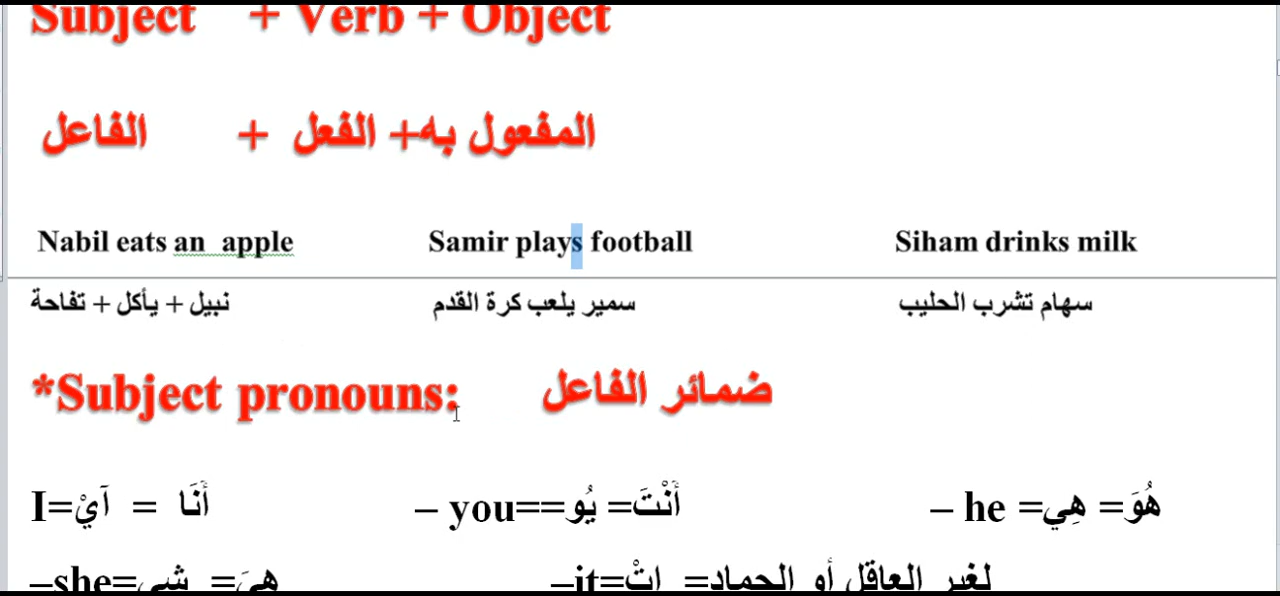 Subject + Verb + Object
الفاعل + الفعل +المفعول به
Nabil eats an apple Samir plays football Siham drinks milk
نبيل + يأكل + تفاحة سمير يلعب كرة القدم سهام تشرب الحليب
*Subject pronouns: ضمائر الفاعل
I=آيْ = أَنَا – you==يُو =أَنْتَ – he =هِي =هُوَ
–she=شي =هِيَ –it=اتْ =لغير العاقل أو الجماد